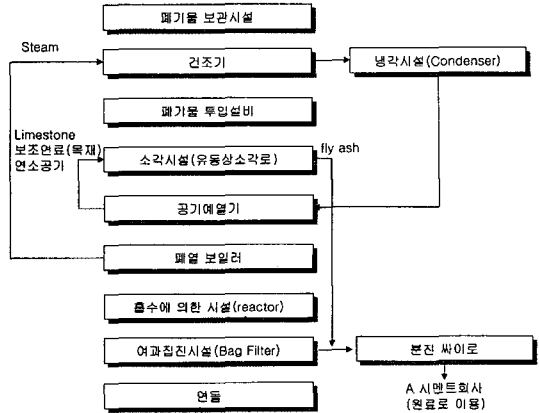 폐기물 보관시설
Steam
건조기
냉각시설(Condenser)
폐기물 투입설비
Limestone
보조연료(목재)
연소공기
소각시설(유동상소각로)
fly ash
공기예열기
폐열 보일러
흡수에 의한 시설(reactor)
여과집진시설(Bag Filter)
분진 싸이로
연돌
A 시멘트회사
(원료로 이용)